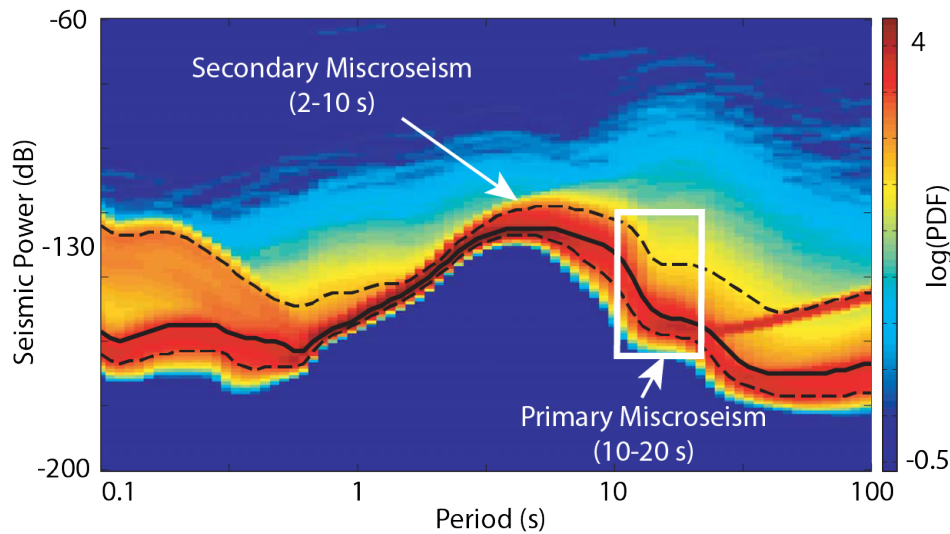 -60
4
Secondary Miscroseism
(2-10 s)
Seismic Power (dB)
-130
log(PDF)
Primary Miscroseism
(10-20 s)
-200
-0.5
0.1
1
10
100
Period (s)